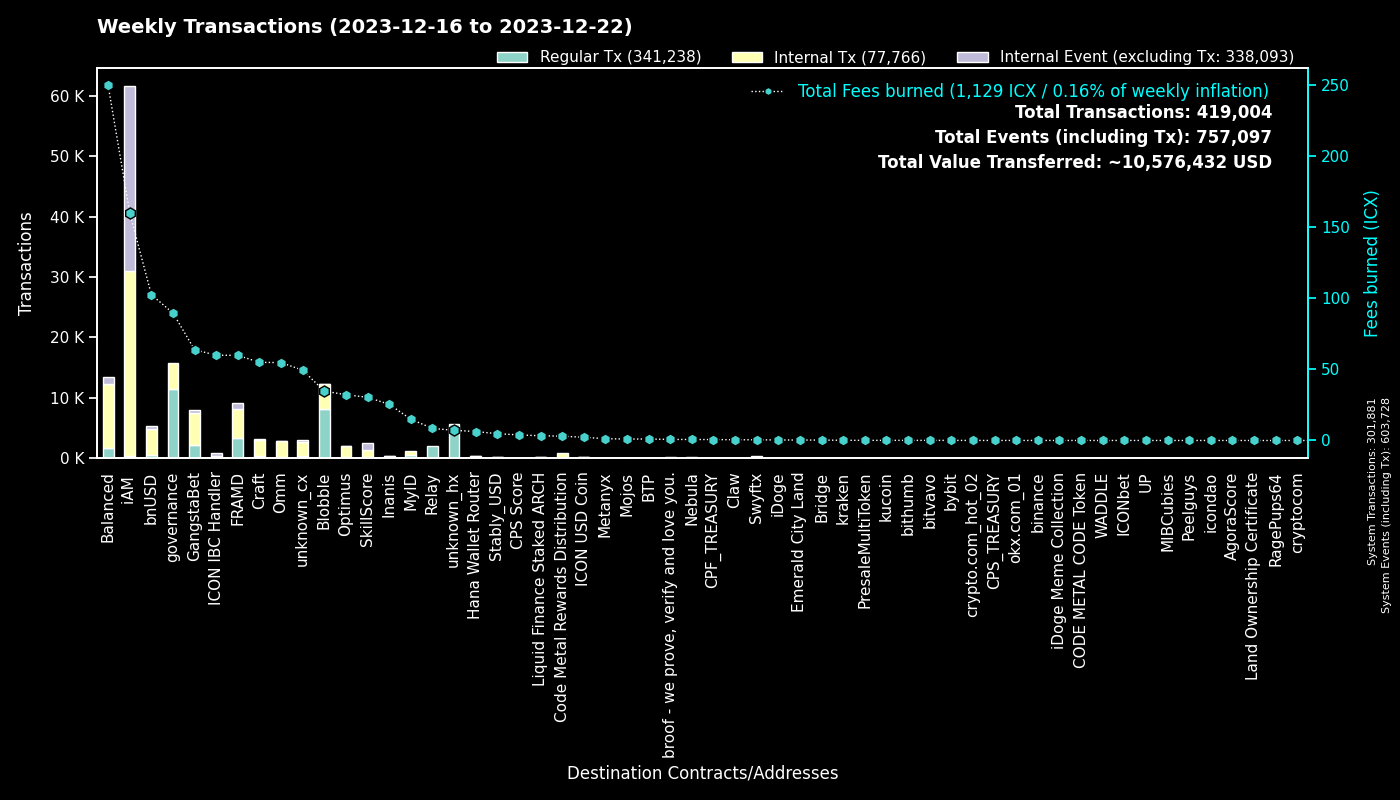 Weekly Transactions (2023-12-16 to 2023-12-22)
Regular Tx (341,238)
Internal Tx (77,766)
Internal Event (excluding Tx: 338,093)
Total Fees burned (1,129 ICX / 0.16% of weekly inflation)
Total Transactions: 419,004
Total Events (including Tx): 757,097
Total Value Transferred: ~10,576,432 USD
Transactions
60 K
50 K
40 K
30 K
20 K
10 K
0 K
250
200
150
100
50
0
Fees burned (ICX)
System Transactions: 301,881
System Events (including Tx): 603,728
Balanced
iAM
bnUSD
governance
GangstaBet
ICON IBC Handler
FRAMD
Craft
Omm
unknown_cx
Blobble
Optimus
SkillScore
Inanis
MyID
Relay
unknown_hx
Hana Wallet Router
Stably_USD
CPS Score
Liquid Finance Staked ARCH
Code Metal Rewards Distribution
ICON USD Coin
Metanyx
Mojos
BTP
broof - we prove, verify and love you.
Nebula
CPF_TREASURY
Claw
Swyftx
iDoge
Emerald City Land
Bridge
kraken
PresaleMultiToken
kucoin
bithumb
bitvavo
bybit
crypto.com_hot_02
CPS_TREASURY
okx.com_01
binance
iDoge Meme Collection
CODE METAL CODE Token
WADDLE
ICONbet
UP
MIBCubies
Peelguys
icondao
AgoraScore
Land Ownership Certificate
RagePups64
cryptocom
Destination Contracts/Addresses